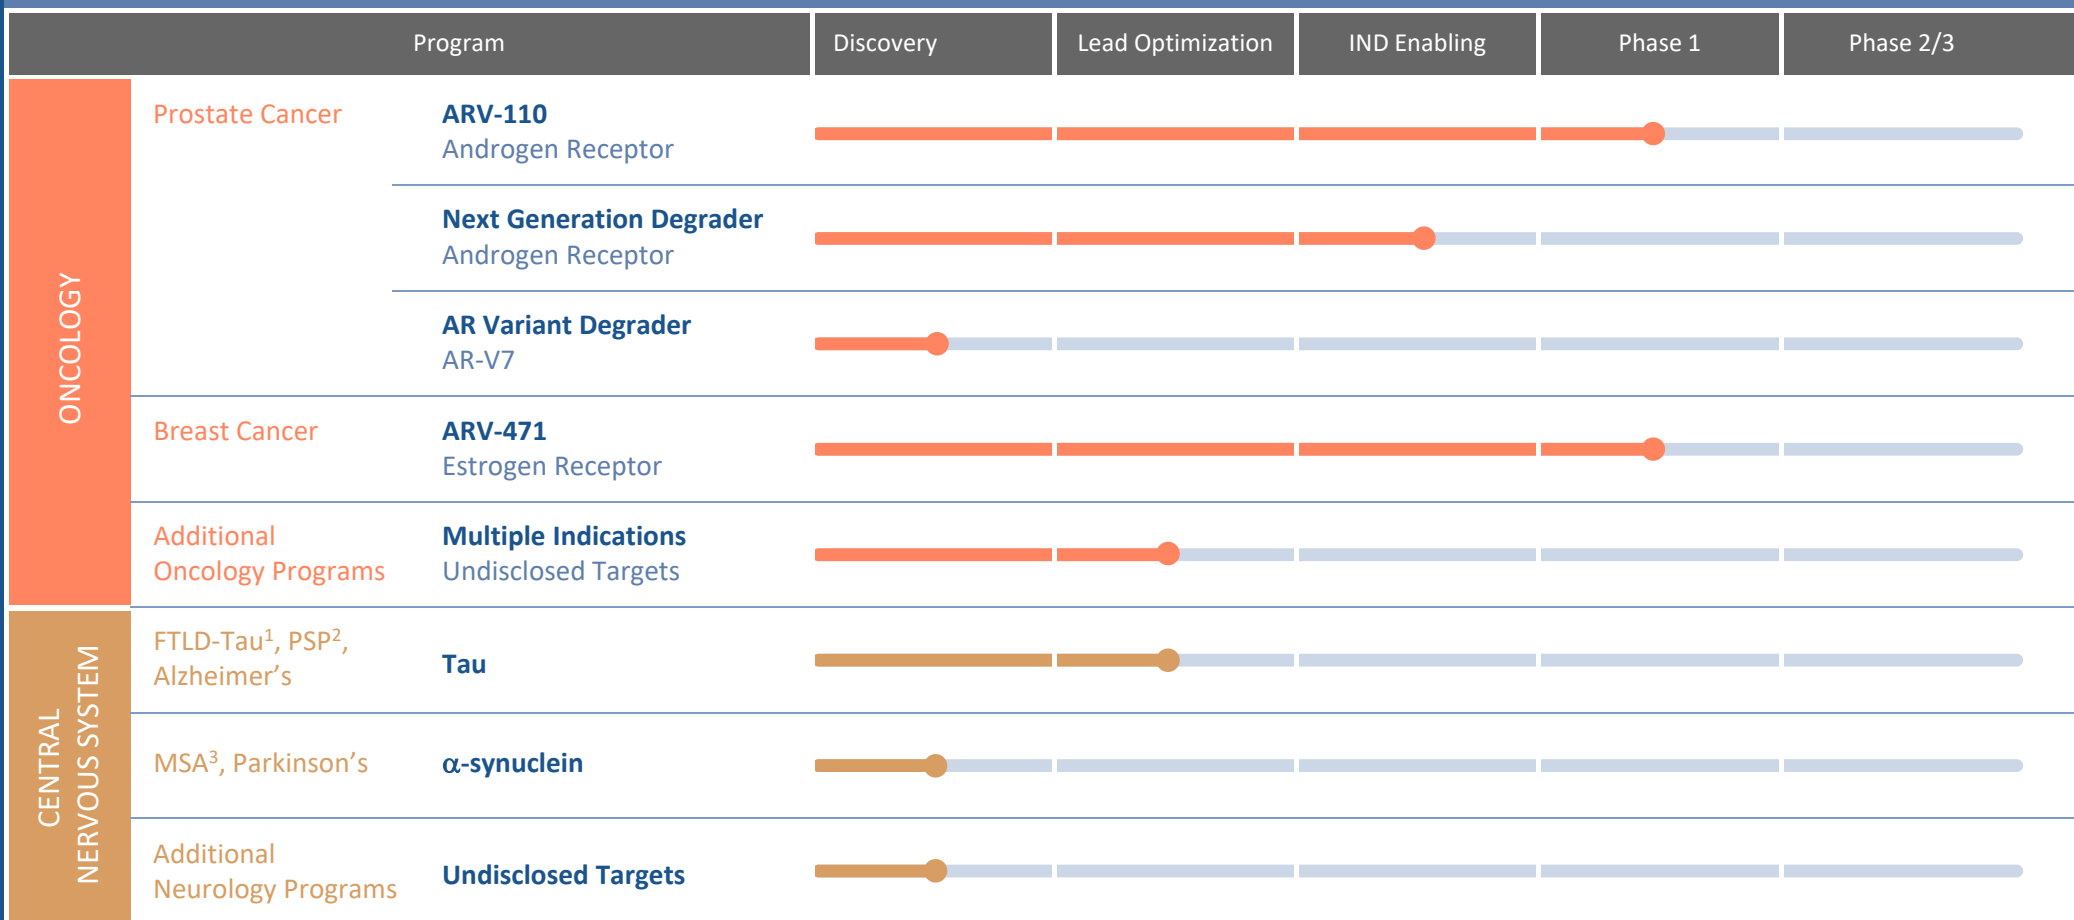 Program Discovery Lead Optimization IND Enabling Phase 1 Phase 2/3
ONCOLOGY
Prostate Cancer
ARV-110
Androgen Receptor
Next Generation Degrader
Androgen Receptor
AR Variant Degrader
AR-V7
Breast Cancer
ARV-471
Estrogen Receptor
Additional
Oncology Programs
Multiple Indications
Undisclosed Targets
CENTRAL
NERVOUS SYSTEM
FTLD-Tau¹, PSP²,
Alzheimer’s
Tau
MSA³, Parkinson’s
α-synuclein
Additional
Neurology Programs
Undisclosed Targets